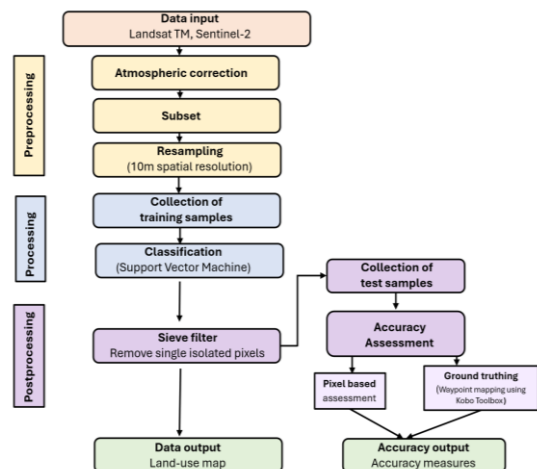 Data input
Landsat TM, Sentinel-2
Preprocessing
Atmospheric correction
Subset
Resampling
(10m spatial resolution)
Processing
Collection of
training samples
Classification
(Support Vector Machine)
Postprocessing
Sieve filter
Remove single isolated pixels
Collection of
test samples
Accuracy
Assessment
Pixel based
assessment
Ground truthing
(Waypoint mapping using
Kobo Toolbox)
Data output
Land-use map
Accuracy output
Accuracy measures